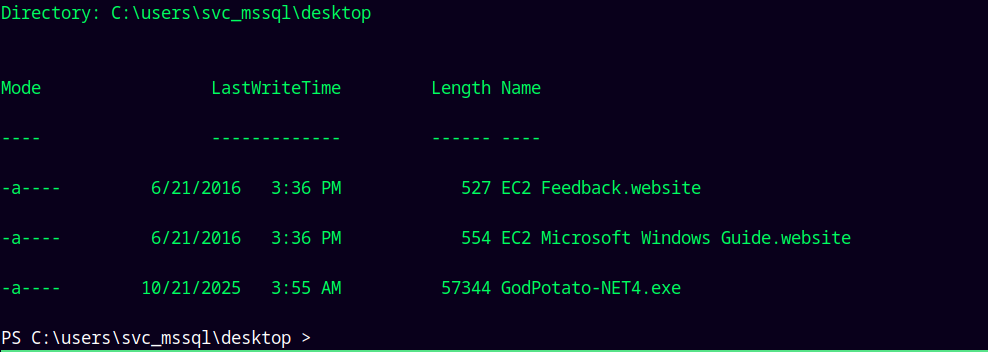 Directory: C:\users\svc_mssql\desktop
Mode                 LastWriteTime         Length Name
----                 -------------         ------ ----
-a----         6/21/2016   3:36 PM            527 EC2 Feedback.website
-a----         6/21/2016   3:36 PM            554 EC2 Microsoft Windows Guide.website
-a----        10/21/2025   3:55 AM          57344 GodPotato-NET4.exe
PS C:\users\svc_mssql\desktop >